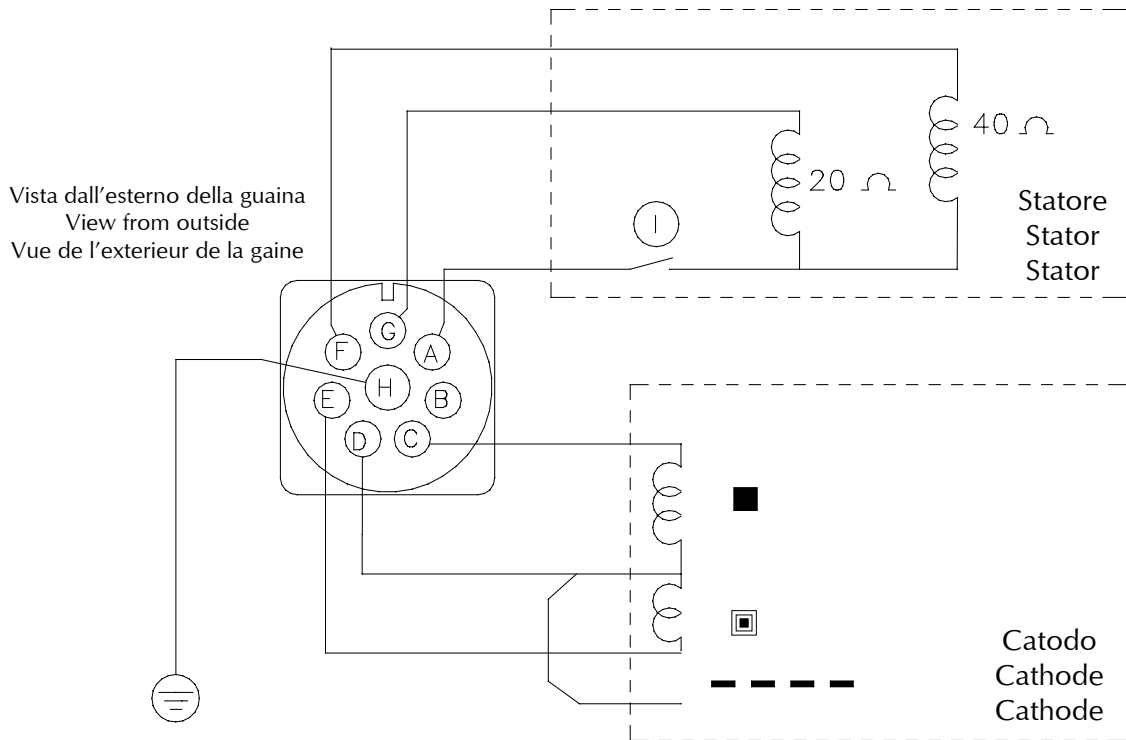 40 Ω
20 Ω
Vista dall'esterno della guaina
View from outside
Vue de l'exterieur de la gaine
I
Statore
Stator
Stator
G
F
A
H
E
B
D
C
Catodo
Cathode
Cathode